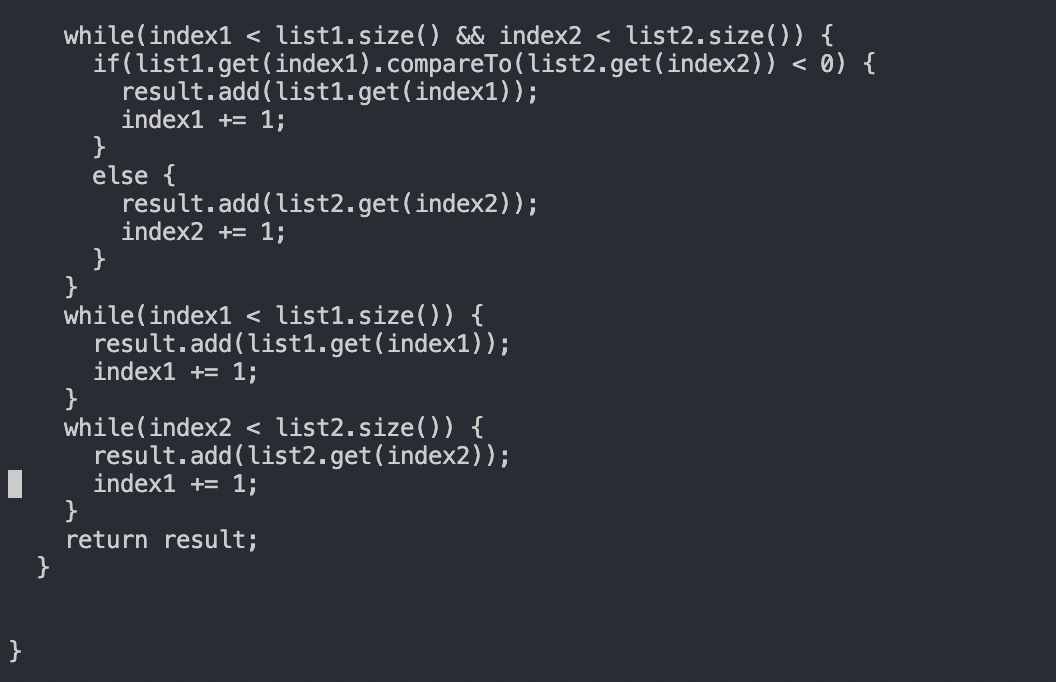 while(index1 < list1.size() && index2 < list2.size()) {
if(list1.get(index1).compareTo(list2.get(index2)) < 0) {
result.add(list1.get(index1));
index1 += 1;
}
else {
result.add(list2.get(index2));
index2 += 1;
}
}
while(index1 < list1.size()) {
result.add(list1.get(index1));
index1 += 1;
}
while(index2 < list2.size()) {
result.add(list2.get(index2));
index1 += 1;
}
return result;
}
}